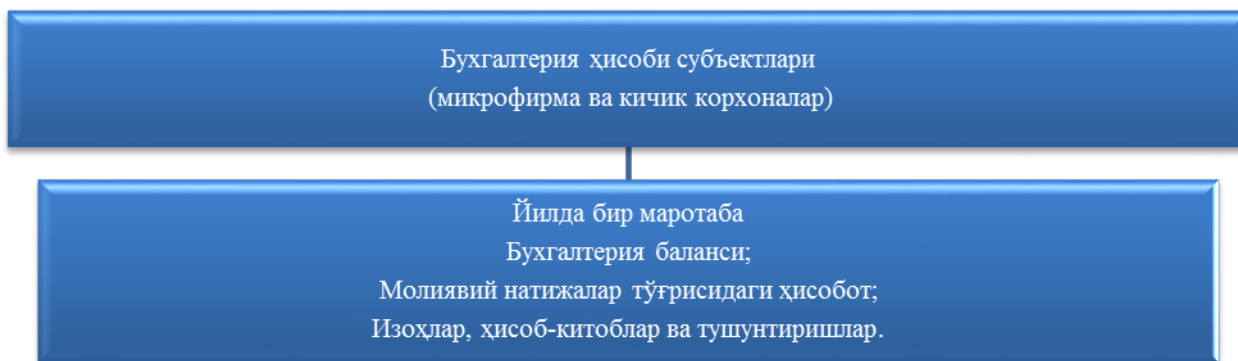 Бухгалтерия ҳисоби субъектлари
(микрофирма ва кичик корхоналар)
Йилда бир маротаба
Бухгалтерия баланси;
Молиявий натижалар тўғрисидаги ҳисобот;
Изоҳлар, ҳисоб-китоблар ва тушунтиришлар.